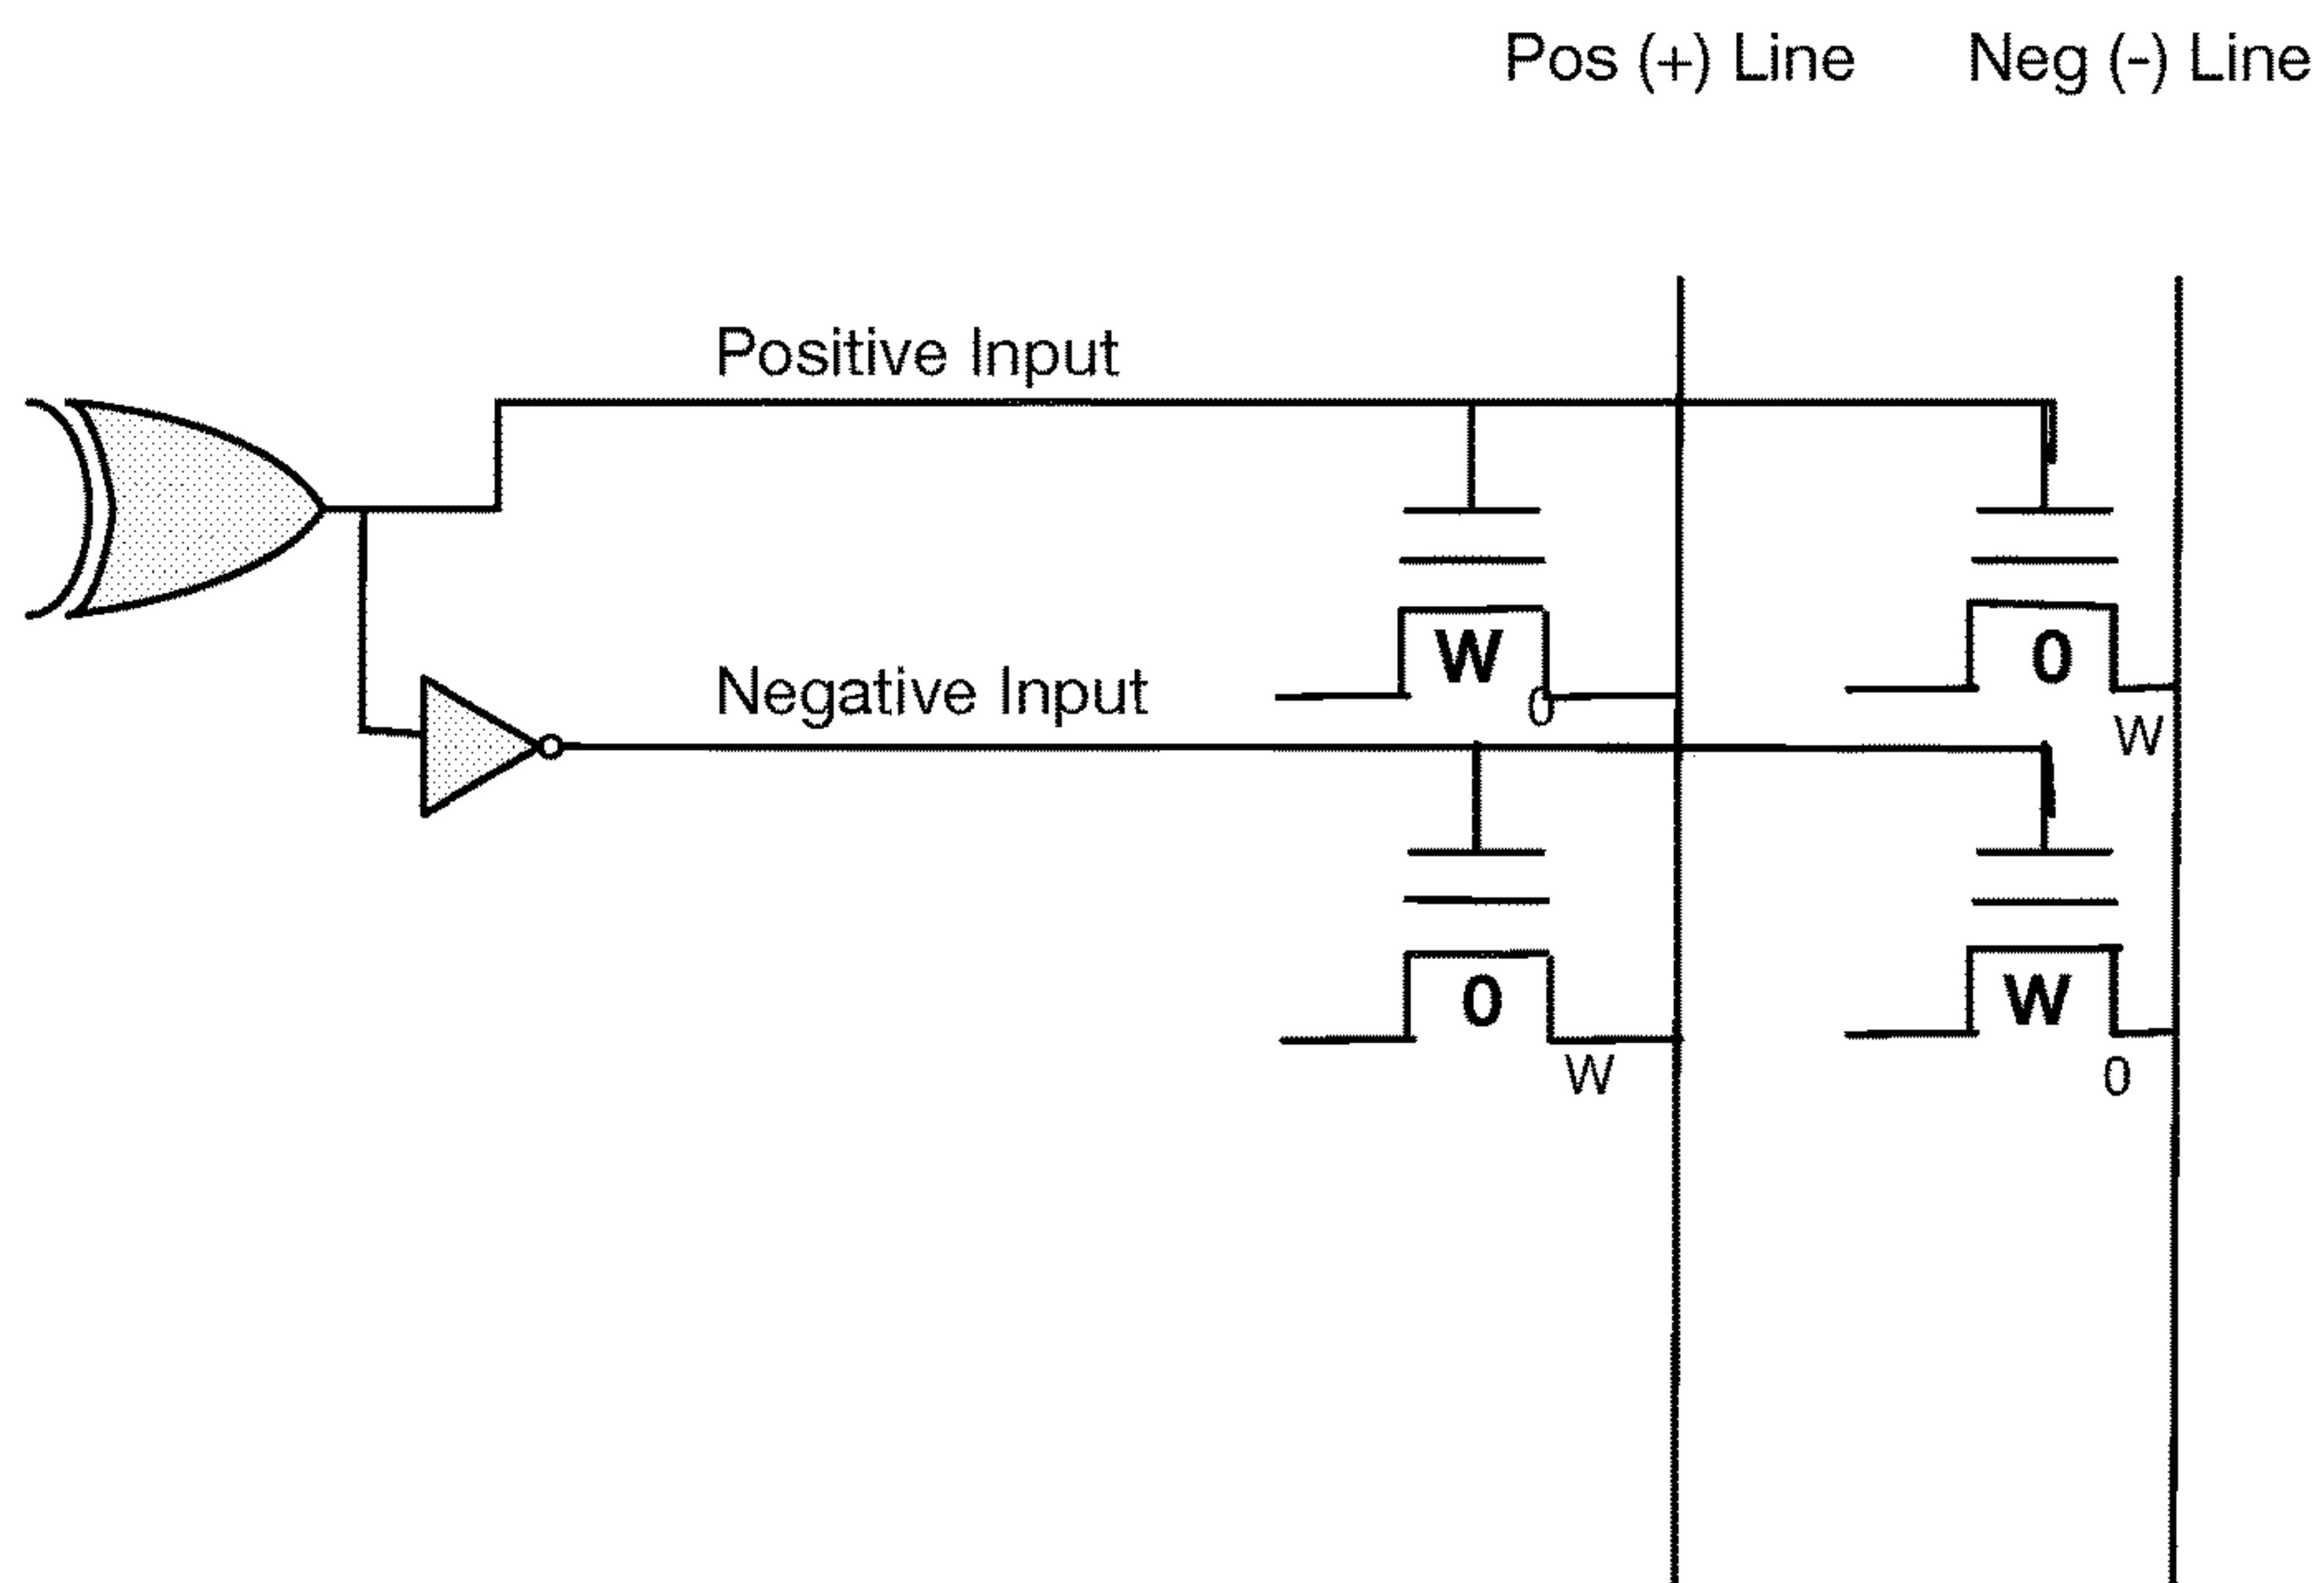 Pos (+) Line
Neg (-) Line
Positive Input
W
0
0
W
Negative Input
0
W
W
0